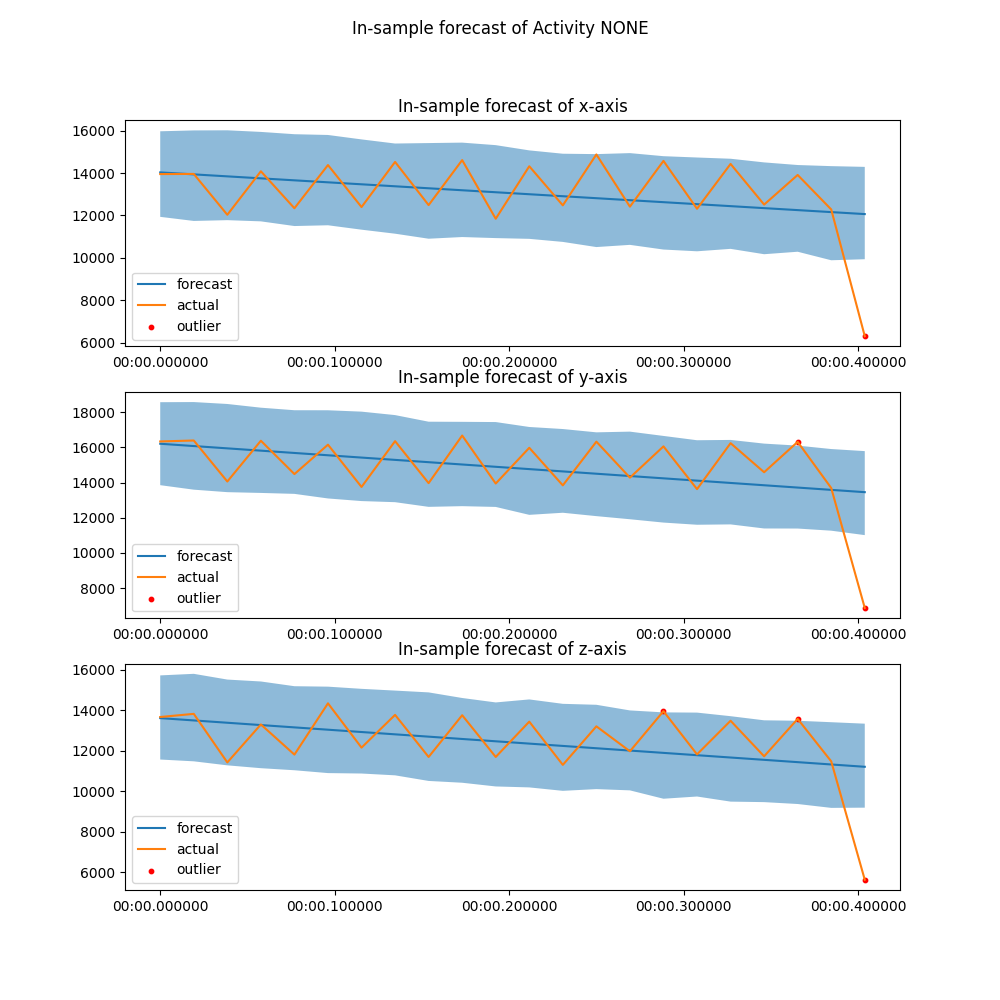 In-sample forecast of Activity NONE
In-sample forecast of x-axis
16000
14000
12000
10000
8000
6000
forecast
actual
outlier
00:00.000000 00:00.100000 00:00.200000 00:00.300000 00:00.400000
In-sample forecast of y-axis
18000
16000
14000
12000
10000
8000
forecast
actual
outlier
00:00.000000 00:00.100000 00:00.200000 00:00.300000 00:00.400000
In-sample forecast of z-axis
16000
14000
12000
10000
8000
6000
forecast
actual
outlier
00:00.000000 00:00.100000 00:00.200000 00:00.300000 00:00.400000